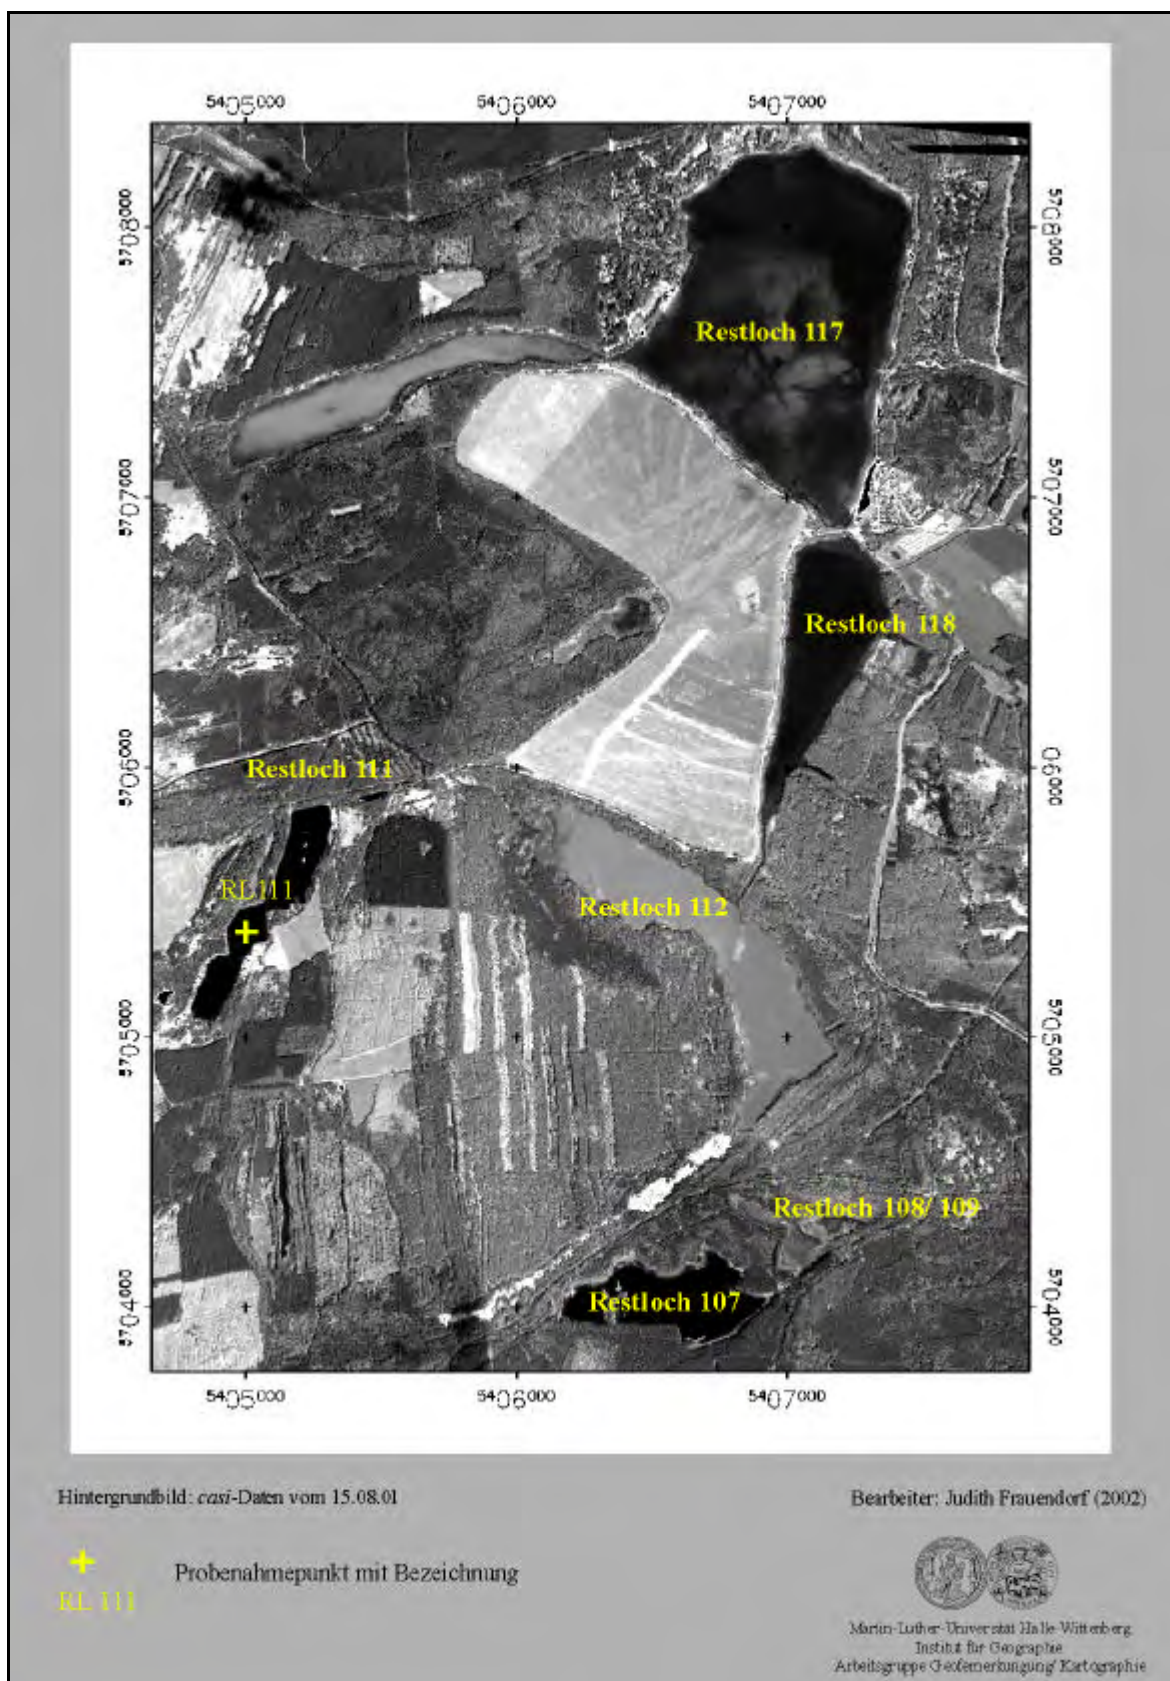 5405000 5406000 5407000
5708000 5708000
Restloch 117
5707000 5707000
Restloch 118
5706000 06000
Restloch 111
RL111
Restloch 112
5705000 5705000
Restloch 108/ 109
Restloch 107
5704000 5704000
5405000 5406000 5407000
Hintergrundbild: casi-Daten vom 15.08.01
Bearbeiter: Judith Frauendorf (2002)
Probenahmepunkt mit Bezeichnung
RL 111
Martin-Luther-Universität Halle-Wittenberg
Institut für Geographie
Arbeitsgruppe Geofernerkungung/ Kartographie